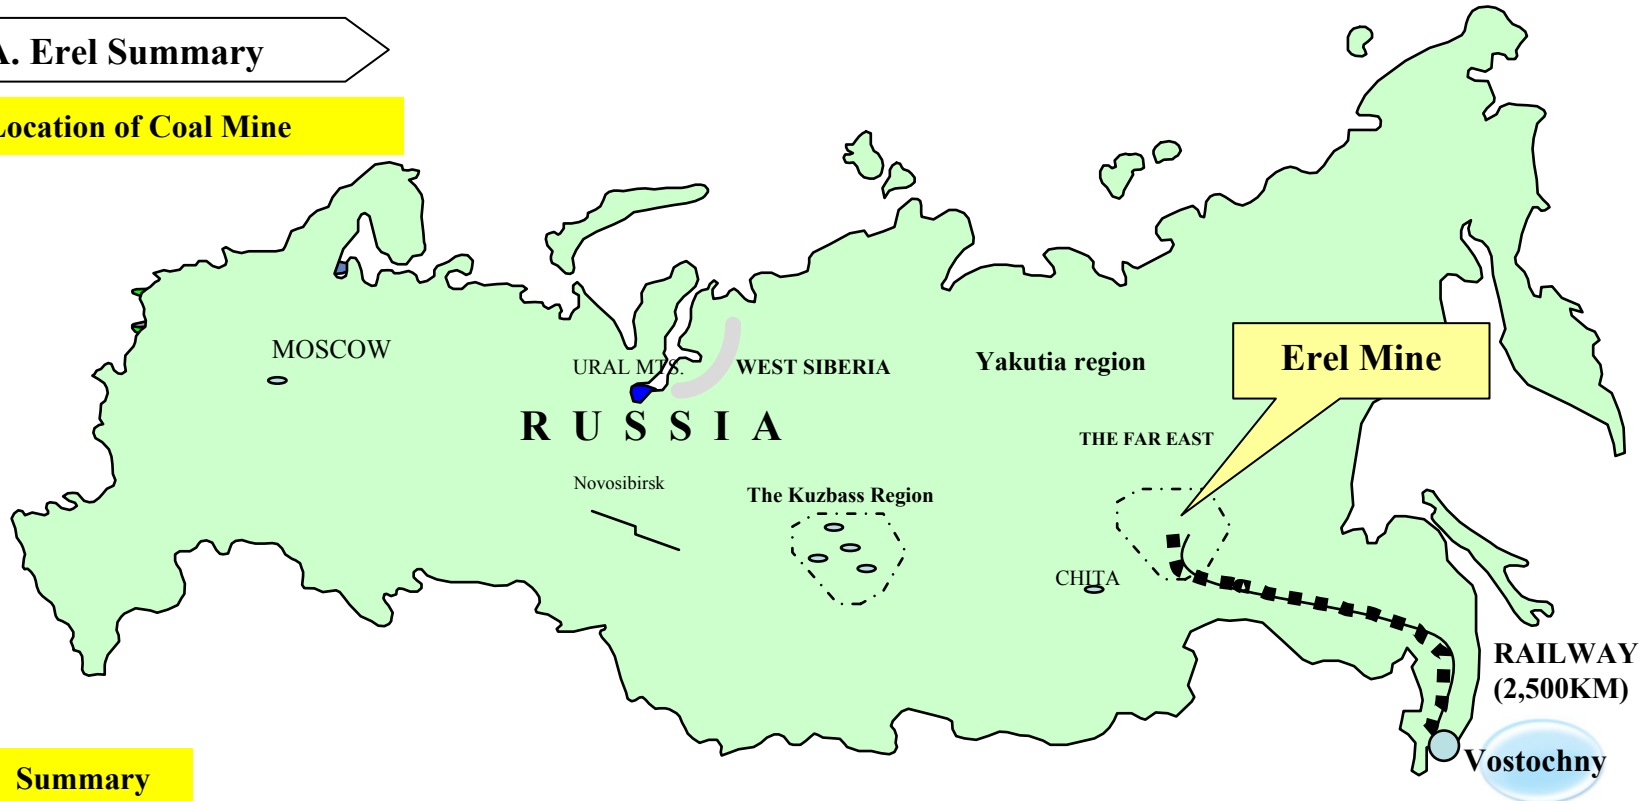 A. Erel Summary
Location of Coal Mine
MOSCOW
URAL MTS.
WEST SIBERIA
Yakutia region
Erel Mine
RUSSIA
THE FAR EAST
Novosibirsk
The Kuzbass Region
CHITA
RAILWAY
(2,500KM)
Vostochny
Summary